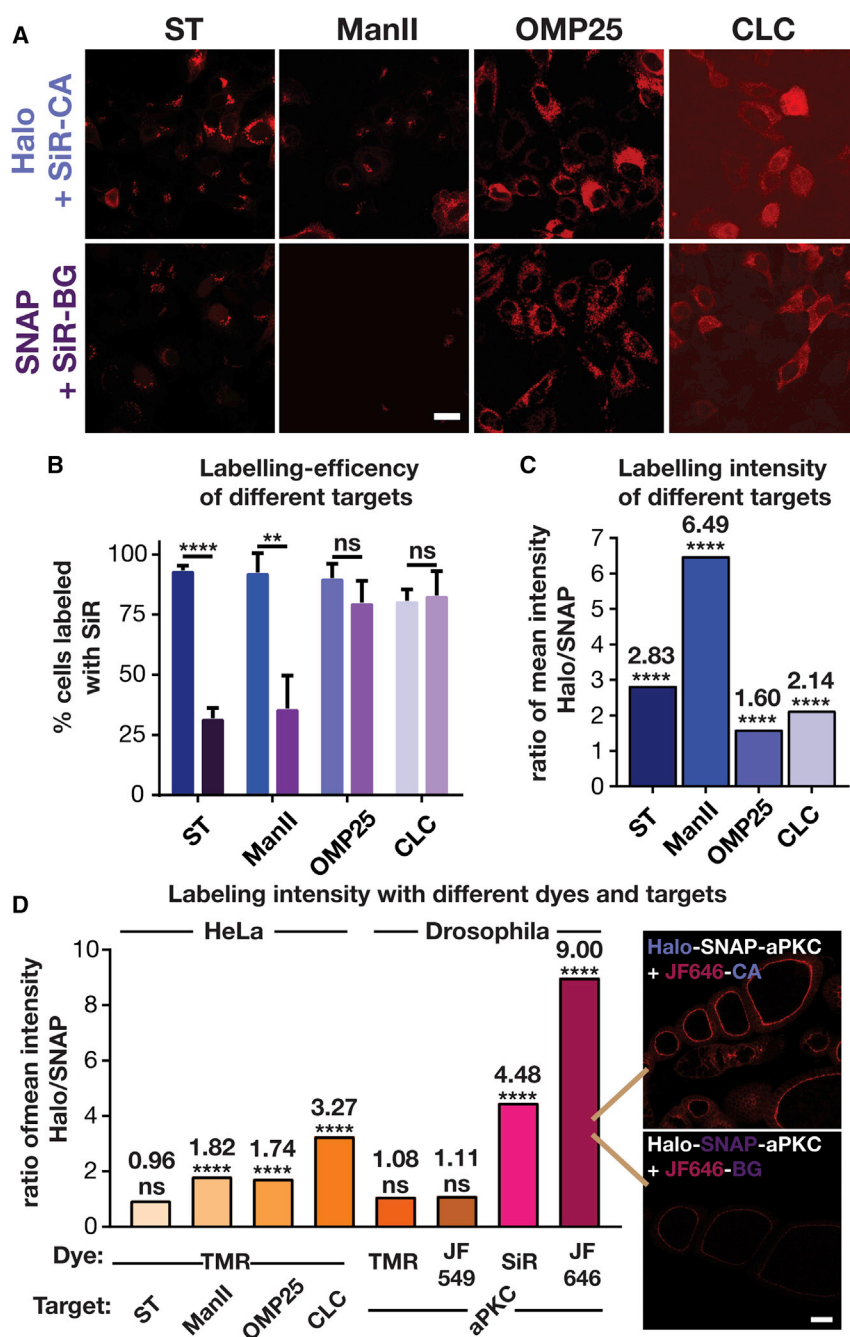 A
ST ManII OMP25 CLC
Halo
+ SiR-CA
SNAP
+ SiR-BG
B
Labelling-efficency
of different targets
% cells labeled
with SiR
100
75
50
25
0
**** ** ns ns
ST ManII OMP25 CLC
C
Labelling intensity
of different targets
ratio of mean intensity
Halo/SNAP
7
6
5
4
3
2
1
0
2.83
****
6.49
****
1.60
****
2.14
****
ST ManII OMP25 CLC
D
Labeling intensity with different dyes and targets
HeLa Drosophila
ratio ofmean intensity
Halo/SNAP
10
8
6
4
2
0
0.96
ns
1.82
****
1.74
****
3.27
****
1.08
ns
1.11
ns
4.48
****
9.00
****
Dye: TMR TMR JF
549 SiR JF
646
Target: ST ManII OMP25 CLC aPKC
Halo-SNAP-aPKC
+ JF646-CA
Halo-SNAP-aPKC
+ JF646-BG